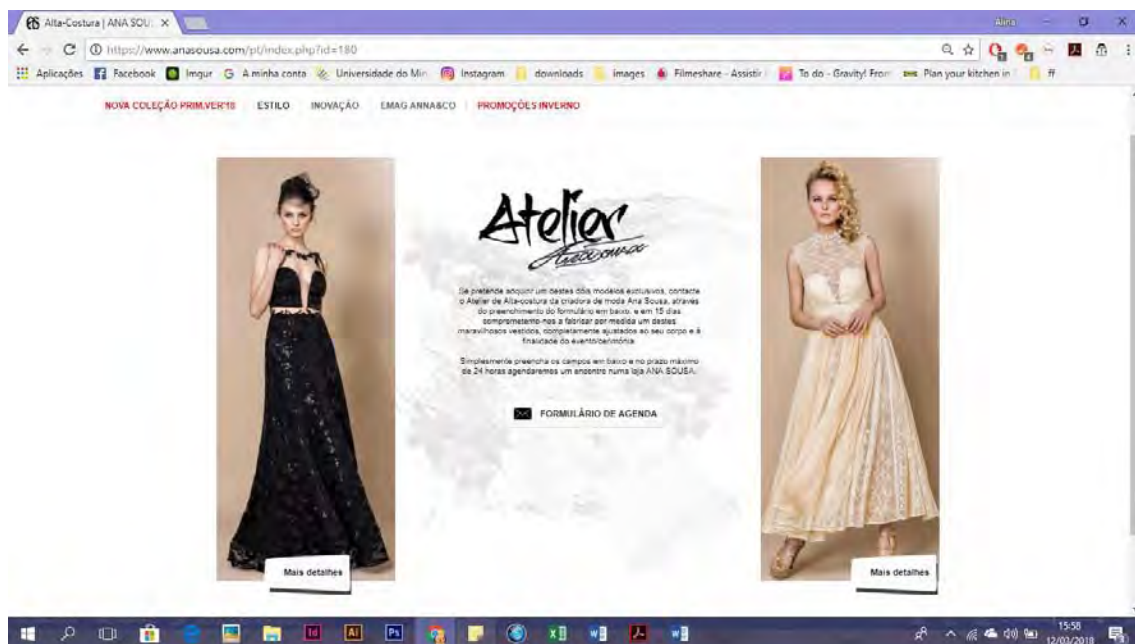 Alta-Costura | ANA SOU
Alina
https://www.anasousa.com/pt/index.php?id=180
Aplicações Facebook Imgur A minha conta Universidade do Min Instagram downloads images Filmeshare - Assistir To do - Gravity! From Plan your kitchen in ff
NOVA COLEÇÃO PRIM.VER'18 ESTILO INOVAÇÃO EMAG ANNA&CO PROMOÇÕES INVERNO
Atelier
Ana Sousa
Se pretende adquirir um destes dois modelos exclusivos, contacte
o Atelier de Alta-costura da criadora de moda Ana Sousa, através
do preenchimento do formulário em baixo, e em 15 dias
comprometemo-nos a fabricar por medida um destes
maravilhosos vestidos, completamente ajustados ao seu corpo e à
finalidade do evento/cerimónia.
Simplesmente preencha os campos em baixo e no prazo máximo
de 24 horas agendaremos um encontro numa loja ANA SOUSA.
FORMULÁRIO DE AGENDA
Mais detalhes
Mais detalhes
15:58
12/03/2018